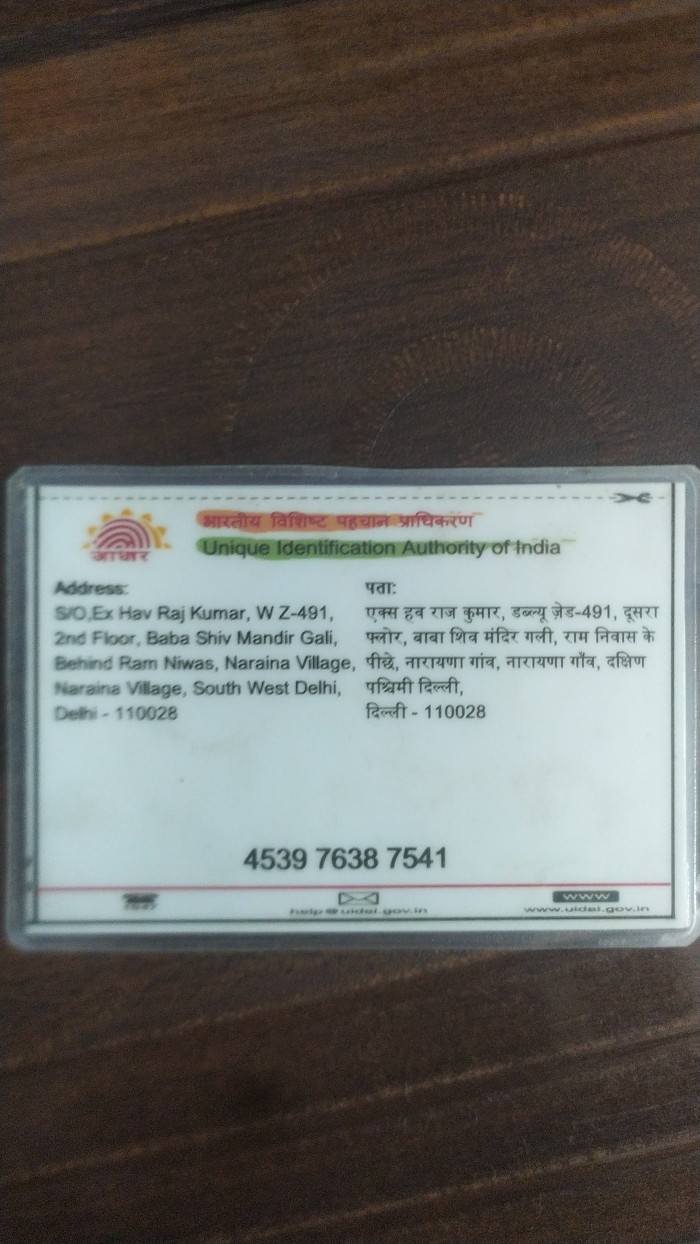 भारतीय विशिष्ट पहचान प्राधिकरण
आधार
Unique Identification Authority of India
Address:
S/O,Ex Hav Raj Kumar, W Z-491,
2nd Floor, Baba Shiv Mandir Gali,
Behind Ram Niwas, Naraina Village,
Naraina Village, South West Delhi,
Delhi - 110028
पता:
एक्स हव राज कुमार, डब्ल्यू ज़ेड-491, दूसरा
फ्लोर, बाबा शिव मंदिर गली, राम निवास के
पीछे, नारायणा गांव, नारायणा गाँव, दक्षिण
पश्चिमी दिल्ली,
दिल्ली - 110028
4539 7638 7541
1947
help@uidai.gov.in
WWW
www.uidai.gov.in